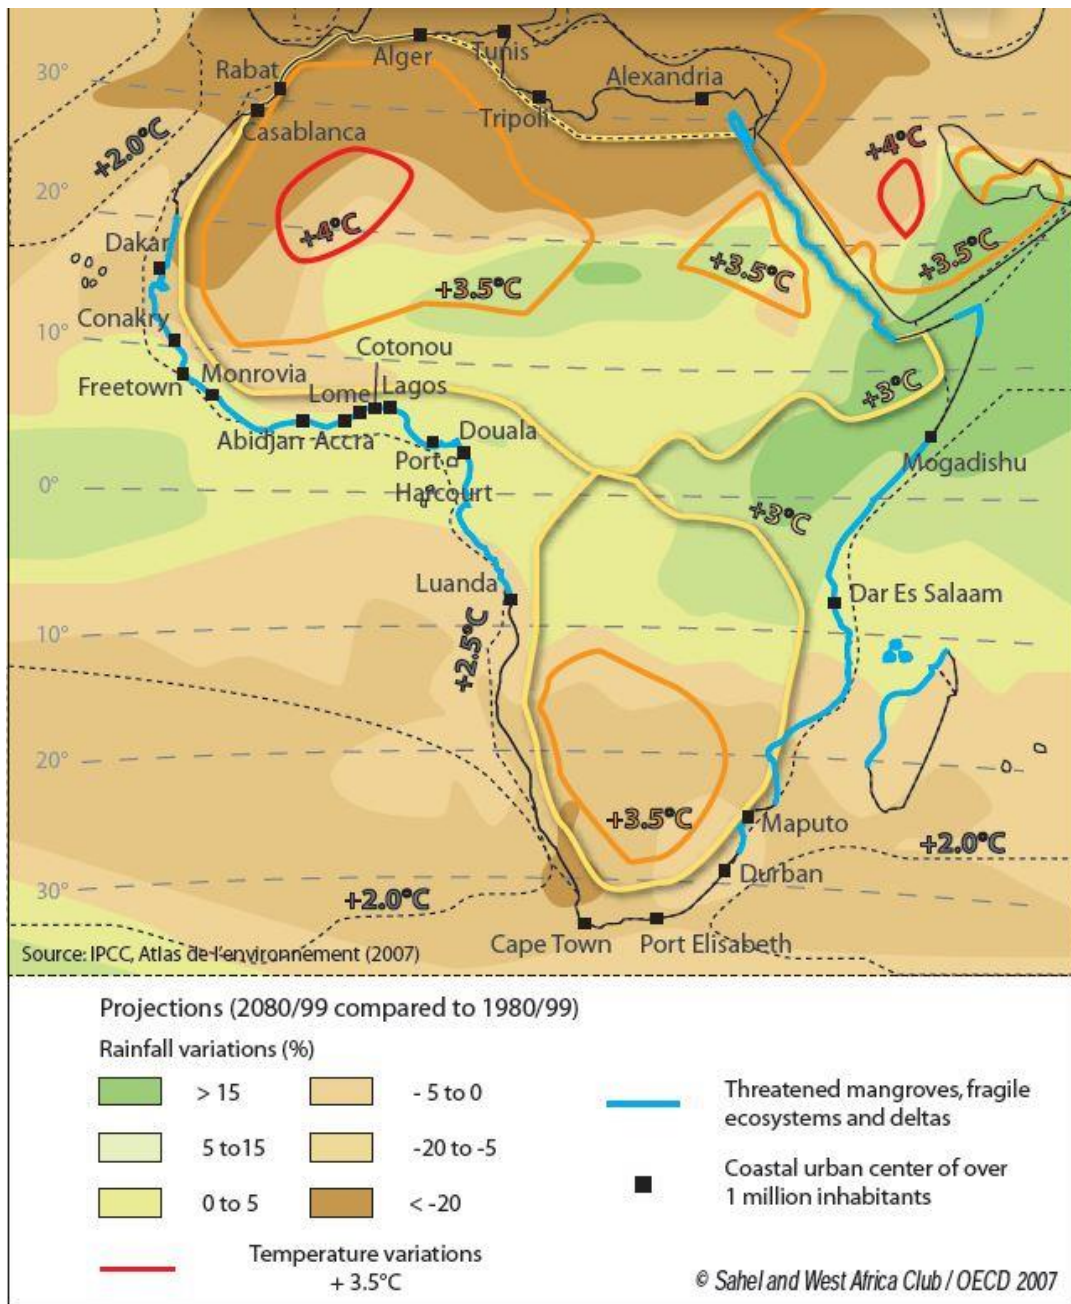 Alger
Tunis
30°
Rabat
Alexandria
Casablanca
Tripoli
+2.0°C
+4°C
20°
+4°C
Dakar
+3.5°C
+3.5°C
+3.5°C
10°
Conakry
Cotonou
Freetown
Monrovia
Lome
Lagos
+3°C
Abidjan
Accra
Douala
Port
Harcourt
Mogadishu
0°
+3°C
Luanda
Dar Es Salaam
10°
+2.5°C
20°
+3.5°C
Maputo
+2.0°C
30°
+2.0°C
Durban
Cape Town
Port Elisabeth
Source: IPCC, Atlas de l'environnement (2007)
Projections (2080/99 compared to 1980/99)
Rainfall variations (%)
> 15
5 to15
0 to 5
- 5 to 0
-20 to -5
< -20
Temperature variations
+ 3.5°C
Threatened mangroves, fragile
ecosystems and deltas
Coastal urban center of over
1 million inhabitants
© Sahel and West Africa Club / OECD 2007